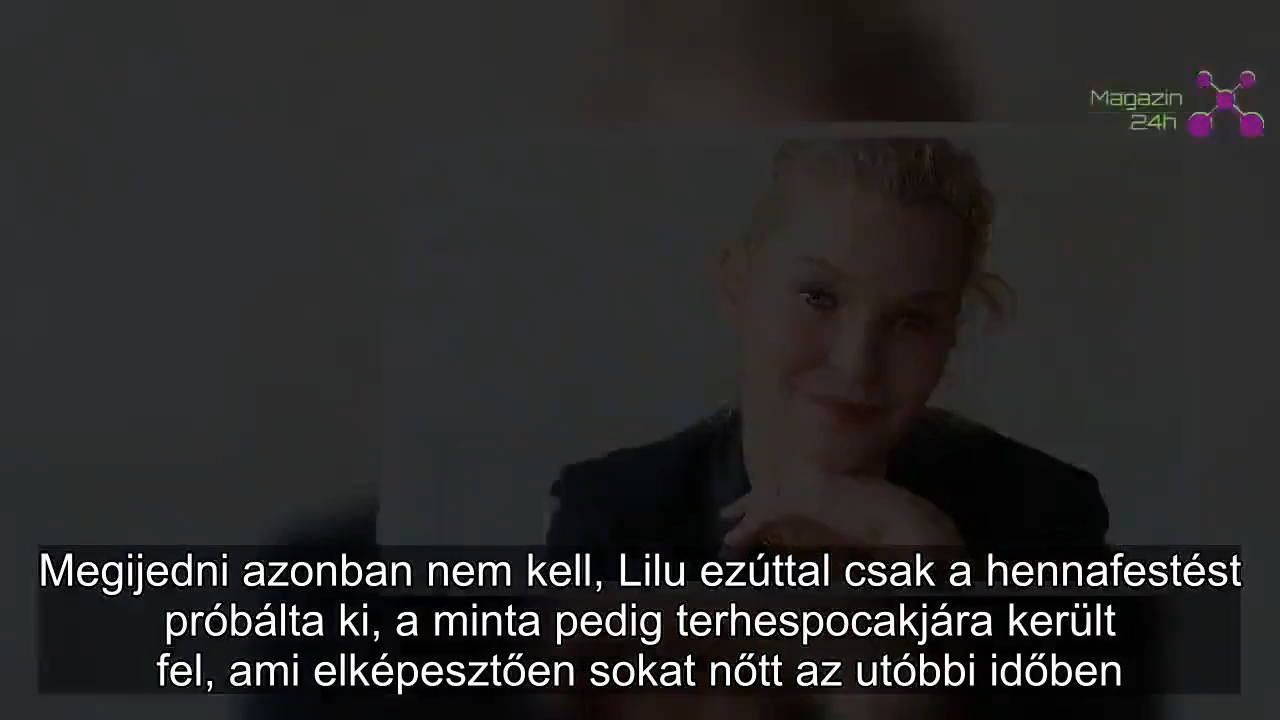 Magazin
24h
Megijedni azonban nem kell, Lilu ezúttal csak a hennafestést
próbálta ki, a minta pedig terhespocakjára került
fel, ami elképesztően sokat nőtt az utóbbi időben